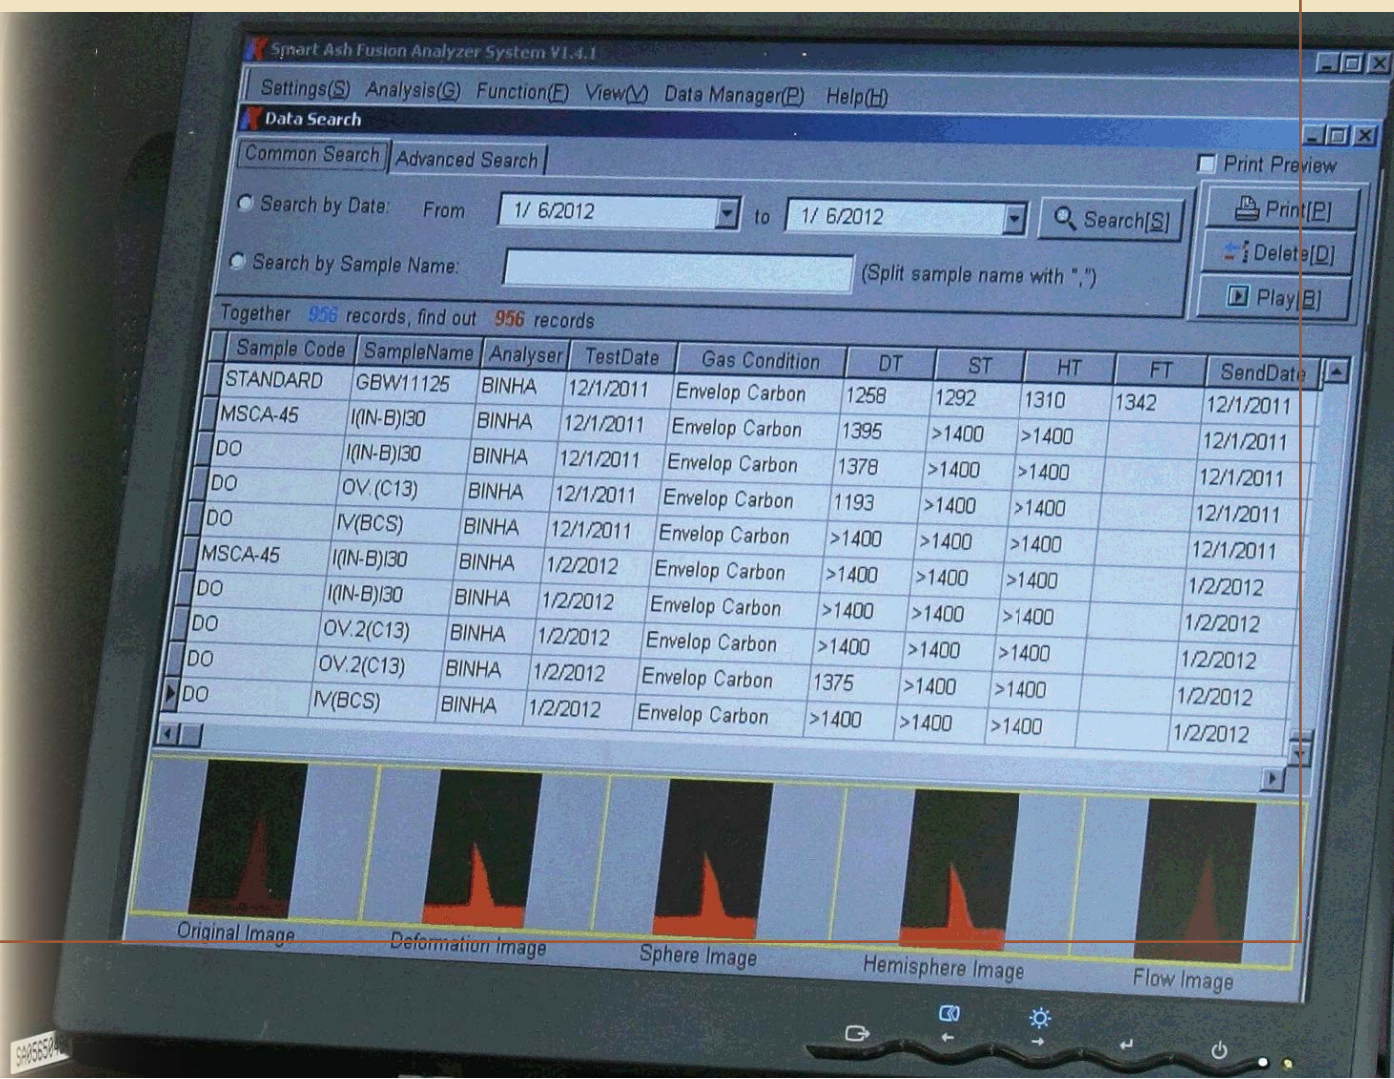 Smart Ash Fusion Analyzer System V1.4.1
Settings(S) Analysis(G) Function(F) View(V) Data Manager(P) Help(H)
Data Search
Common Search Advanced Search Print Preview
Search by Date: From 1/ 6/2012 to 1/ 6/2012 Search[S] Print[P]
Delete[D]
Search by Sample Name: (Split sample name with ",") Play[B]
Together 956 records, find out 956 records
Sample Code SampleName Analyser TestDate Gas Condition DT ST HT FT SendDate
STANDARD GBW11125 BINHA 12/1/2011 Envelop Carbon 1258 1292 1310 1342 12/1/2011
MSCA-45 I(IN-B)I30 BINHA 12/1/2011 Envelop Carbon 1395 >1400 >1400 12/1/2011
DO I(IN-B)I30 BINHA 12/1/2011 Envelop Carbon 1378 >1400 >1400 12/1/2011
DO OV.(C13) BINHA 12/1/2011 Envelop Carbon 1193 >1400 >1400 12/1/2011
DO IV(BCS) BINHA 12/1/2011 Envelop Carbon >1400 >1400 >1400 12/1/2011
MSCA-45 I(IN-B)I30 BINHA 1/2/2012 Envelop Carbon >1400 >1400 >1400 1/2/2012
DO I(IN-B)I30 BINHA 1/2/2012 Envelop Carbon >1400 >1400 >1400 1/2/2012
DO OV.2(C13) BINHA 1/2/2012 Envelop Carbon >1400 >1400 >1400 1/2/2012
DO OV.2(C13) BINHA 1/2/2012 Envelop Carbon 1375 >1400 >1400 1/2/2012
DO IV(BCS) BINHA 1/2/2012 Envelop Carbon >1400 >1400 >1400 1/2/2012
Original Image Deformation Image Sphere Image Hemisphere Image Flow Image